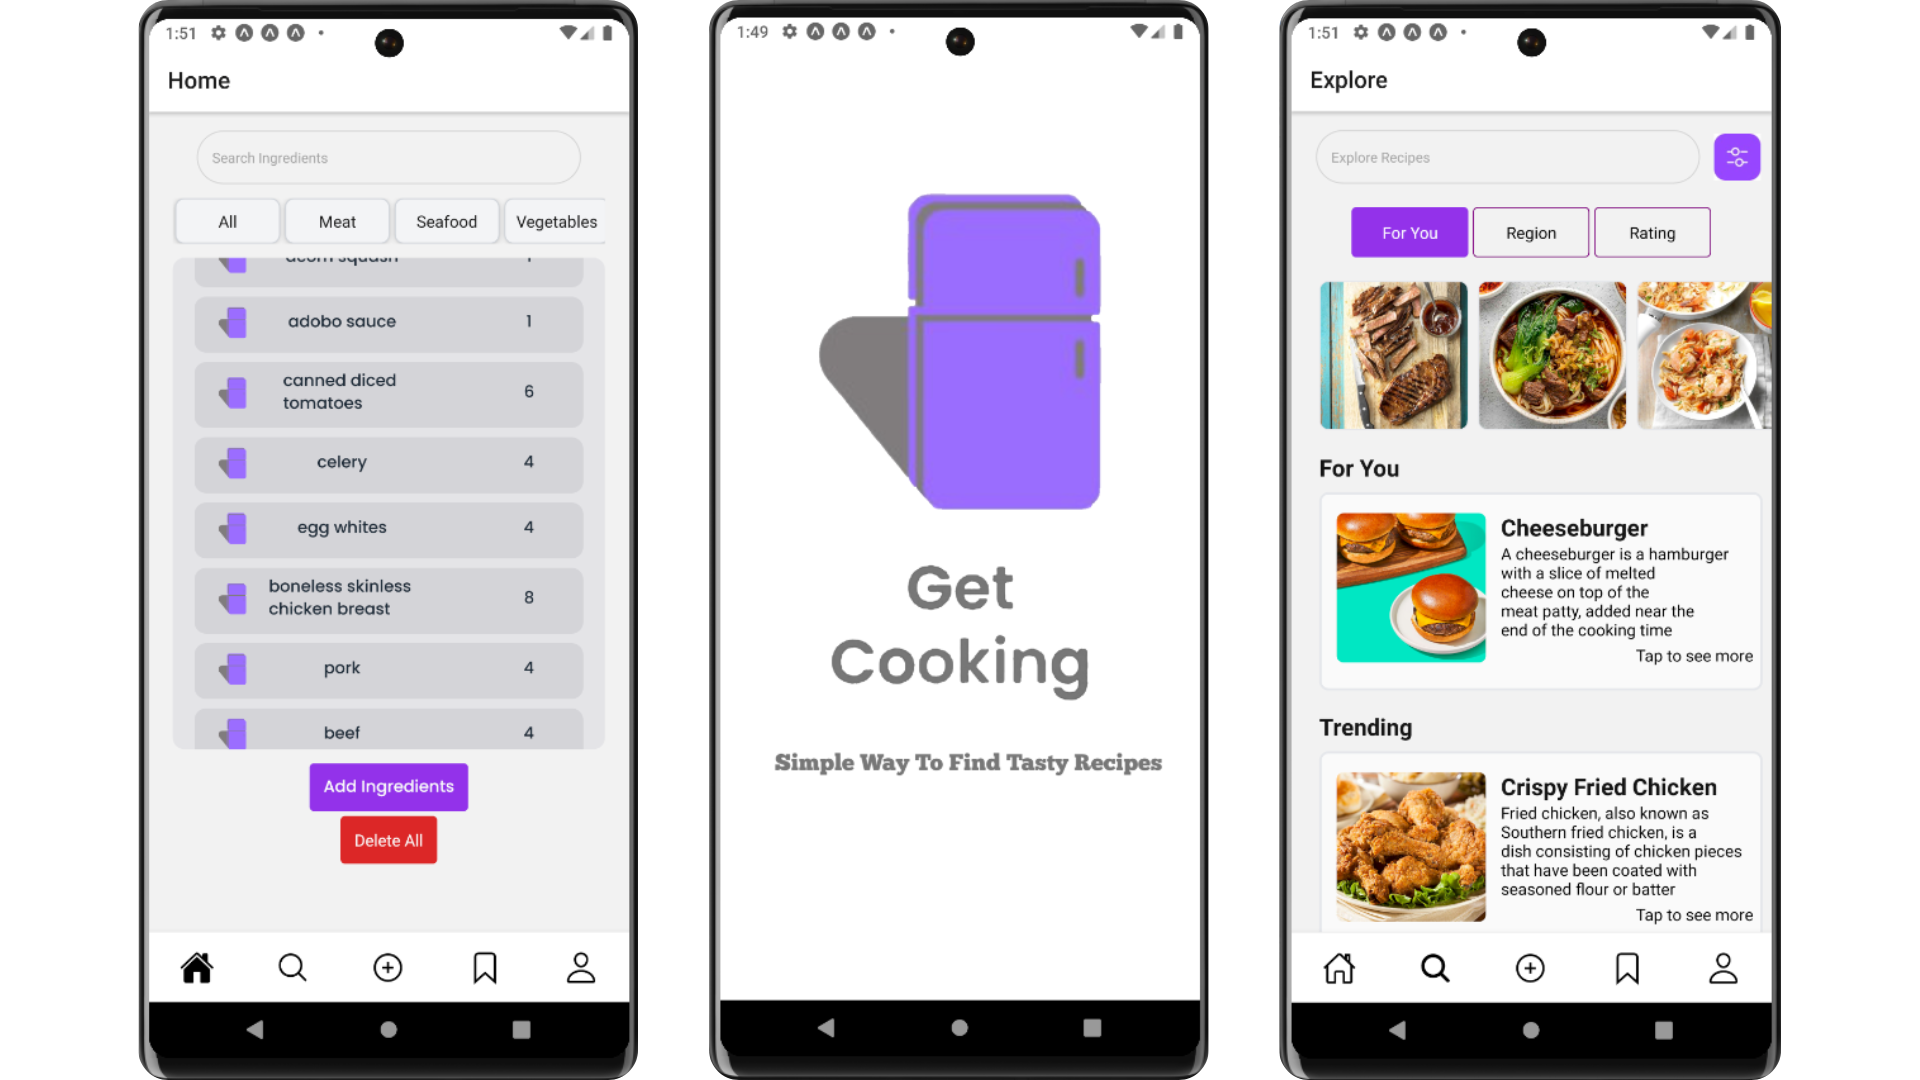 1:51
Home
Search Ingredients
All Meat Seafood Vegetables
acorn squash 1
adobo sauce 1
canned diced
tomatoes 6
celery 4
egg whites 4
boneless skinless
chicken breast 8
pork 4
beef 4
Add Ingredients
Delete All
1:49
Get
Cooking
Simple Way To Find Tasty Recipes
1:51
Explore
Explore Recipes
For You Region Rating
For You
Cheeseburger
A cheeseburger is a hamburger
with a slice of melted
cheese on top of the
meat patty, added near the
end of the cooking time
Tap to see more
Trending
Crispy Fried Chicken
Fried chicken, also known as
Southern fried chicken, is a
dish consisting of chicken pieces
that have been coated with
seasoned flour or batter
Tap to see more